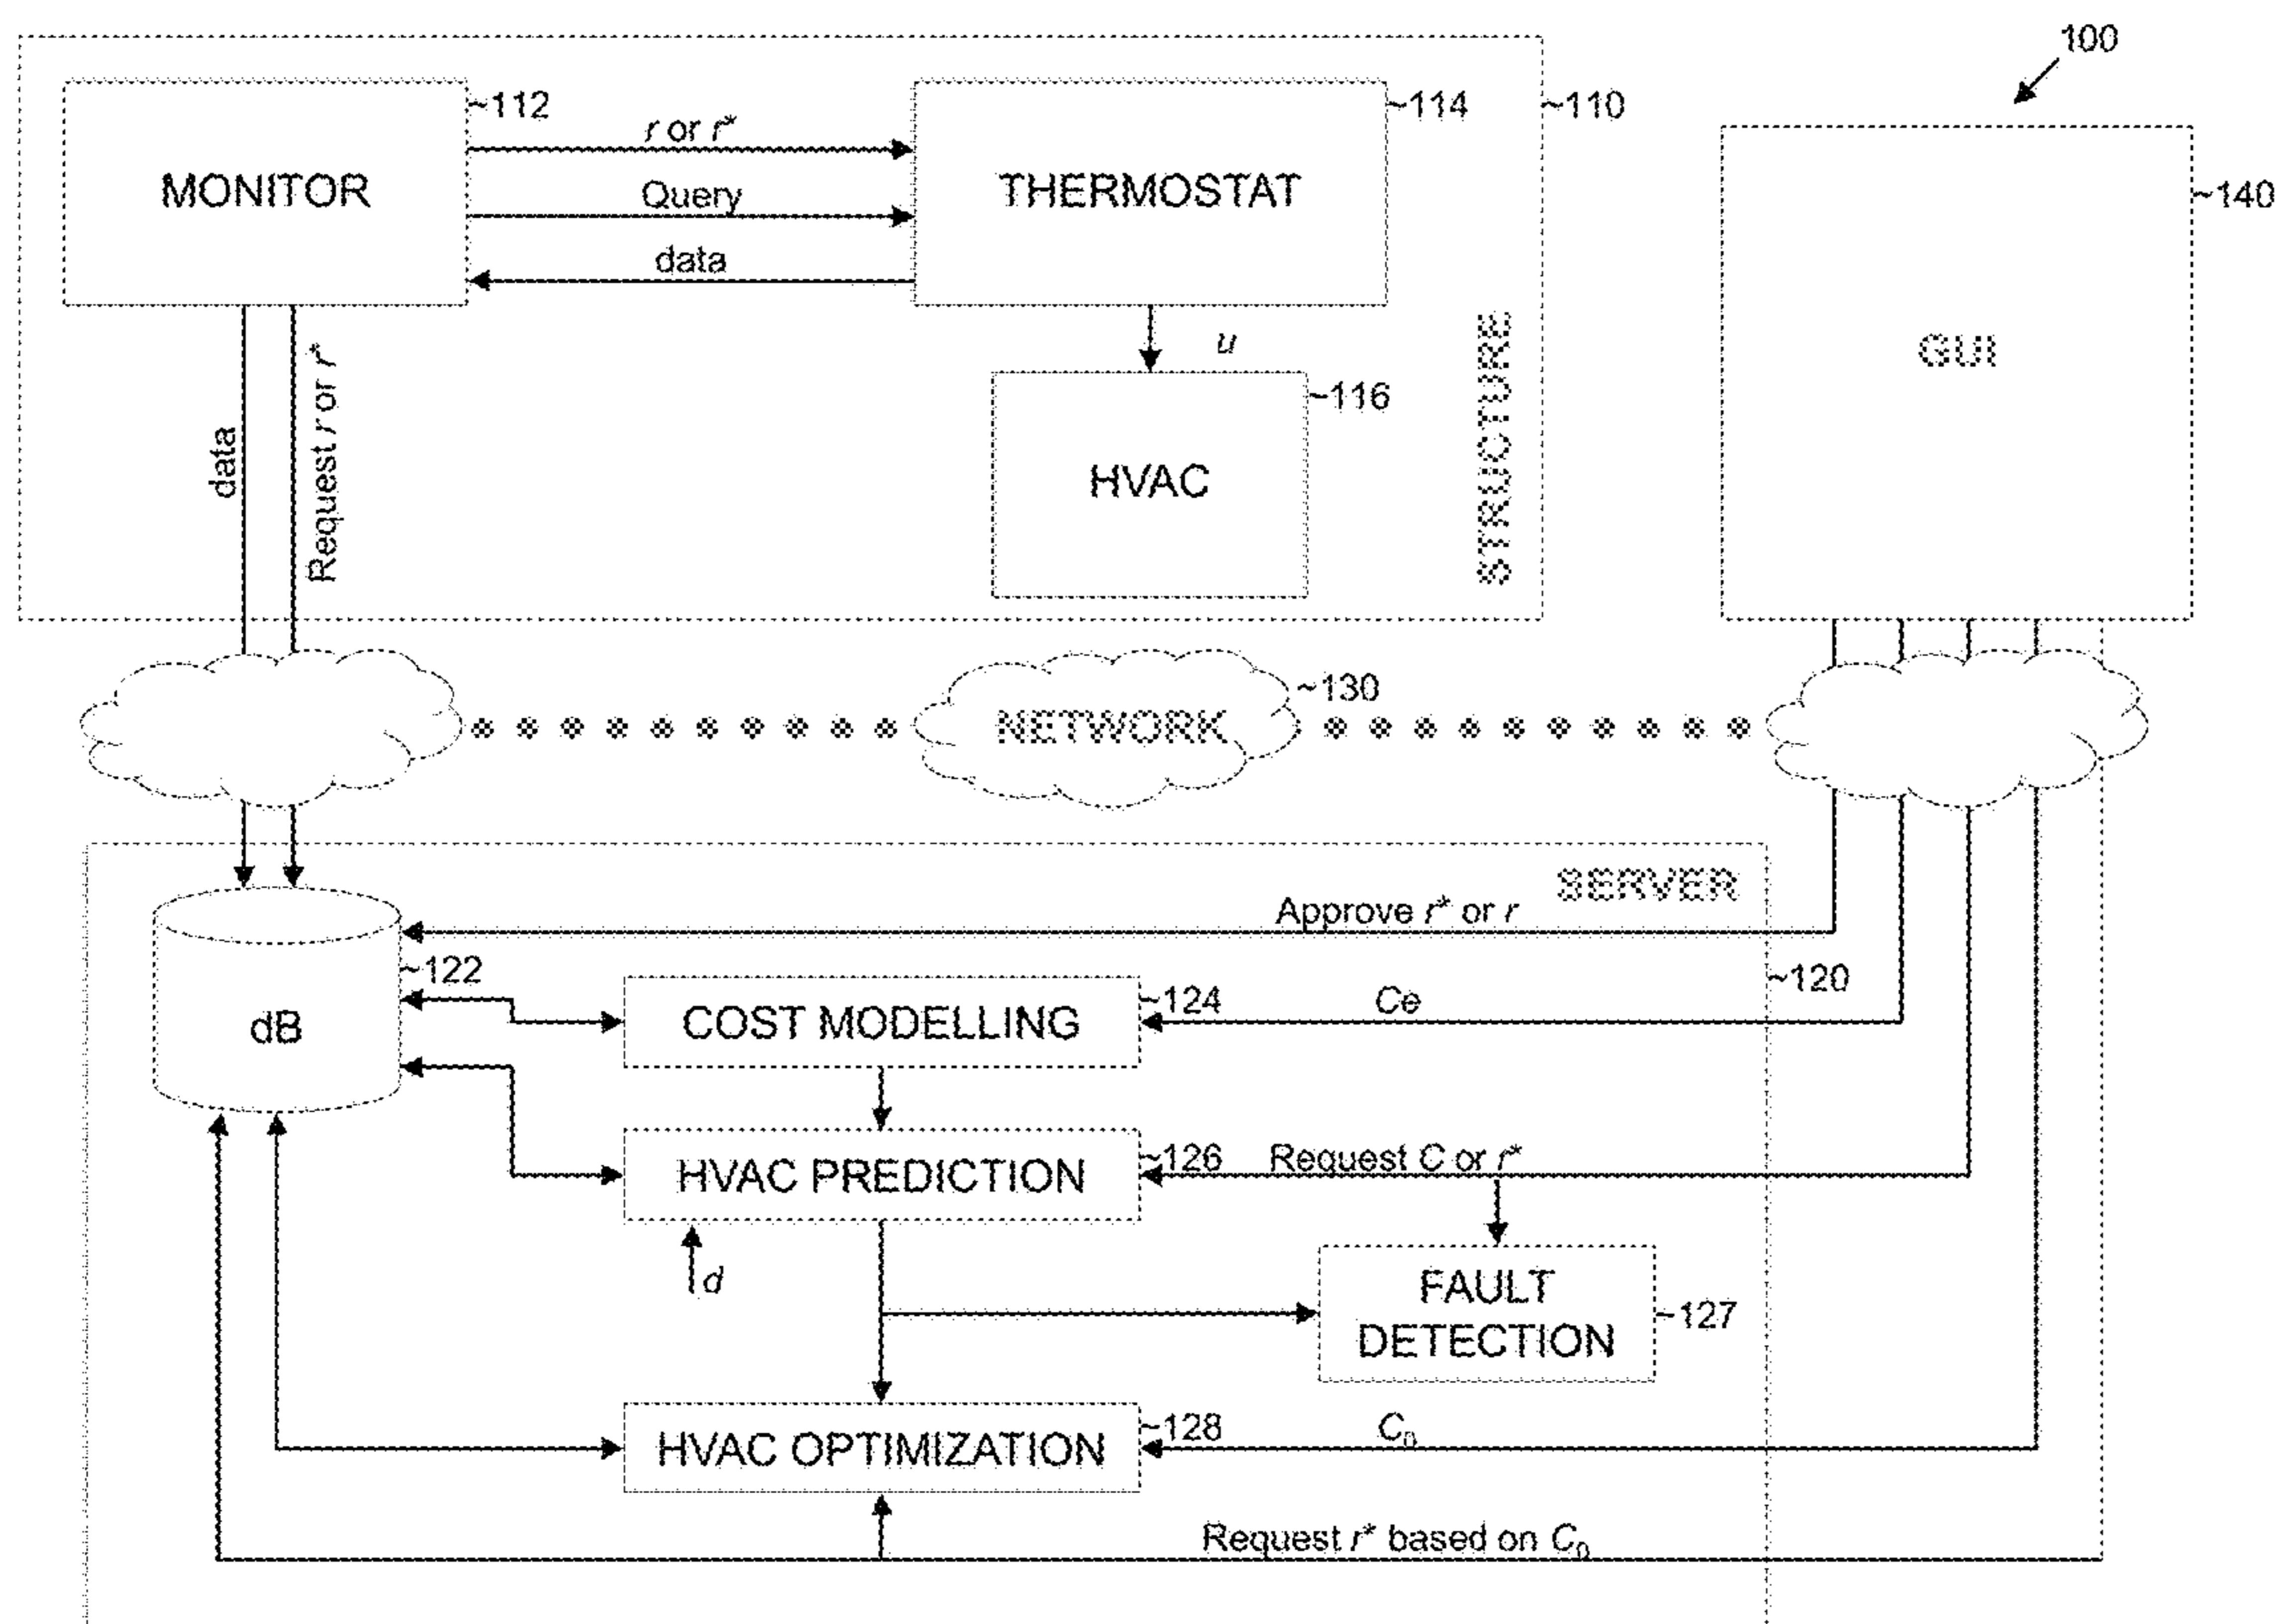 100
~112
~114
~110
r or r*
MONITOR
THERMOSTAT
Query
~140
data
u
GUI
STRUCTURE
~116
data
Request r or r*
HVAC
~130
NETWORK
SERVER
Approve r* or r
~122
~120
dB
~124
Ce
COST MODELLING
~126
Request C or r*
HVAC PREDICTION
d
FAULT
DETECTION
~127
~128
C₀
HVAC OPTIMIZATION
Request r* based on C₀